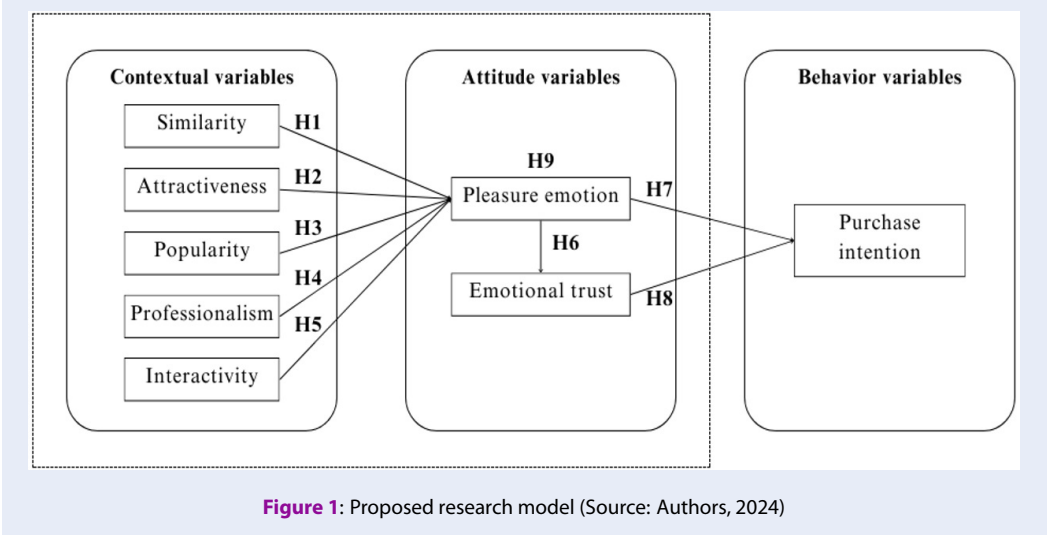 Contextual variables
Similarity
Attractiveness
Popularity
Professionalism
Interactivity
H1
H2
H3
H4
H5
Attitude variables
H9
Pleasure emotion
H6
Emotional trust
H7
H8
Behavior variables
Purchase
intention
Figure 1: Proposed research model (Source: Authors, 2024)